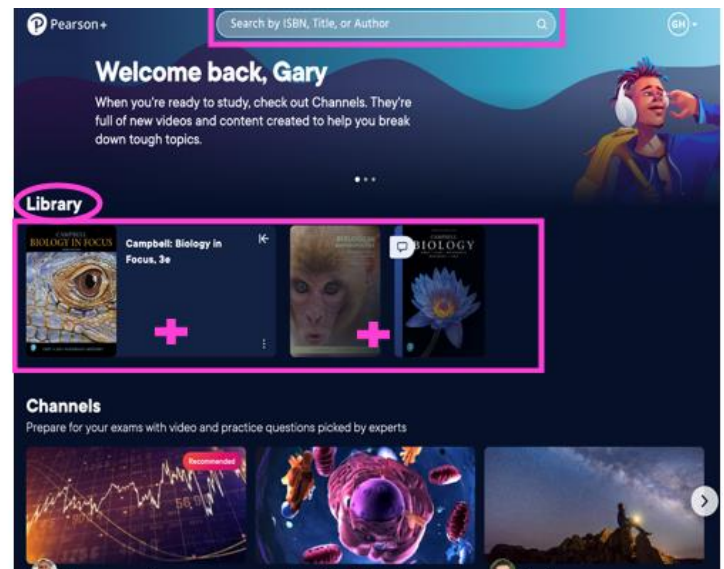 Pearson+
Search by ISBN, Title, or Author
GH
Welcome back, Gary
When you're ready to study, check out Channels. They're
full of new videos and content created to help you break
down tough topics.
Library
CAMPBELL
BIOLOGY IN FOCUS
Campbell: Biology in
Focus, 3e
BIOLOGICAL
CAMPBELL
BIOLOGY
Channels
Prepare for your exams with video and practice questions picked by experts
Recommended